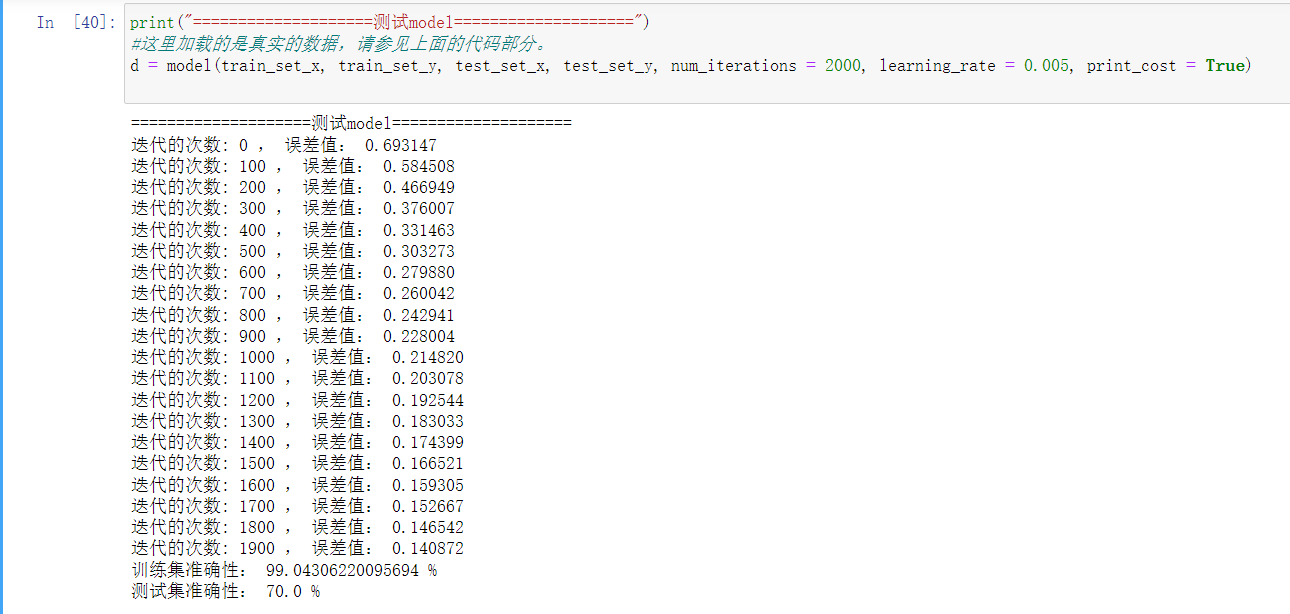 In [40]: print("====================测试model====================")
#这里加载的是真实的数据，请参见上面的代码部分。
d = model(train_set_x, train_set_y, test_set_x, test_set_y, num_iterations = 2000, learning_rate = 0.005, print_cost = True)
====================测试model====================
迭代的次数: 0 ， 误差值： 0.693147
迭代的次数: 100 ， 误差值： 0.584508
迭代的次数: 200 ， 误差值： 0.466949
迭代的次数: 300 ， 误差值： 0.376007
迭代的次数: 400 ， 误差值： 0.331463
迭代的次数: 500 ， 误差值： 0.303273
迭代的次数: 600 ， 误差值： 0.279880
迭代的次数: 700 ， 误差值： 0.260042
迭代的次数: 800 ， 误差值： 0.242941
迭代的次数: 900 ， 误差值： 0.228004
迭代的次数: 1000 ， 误差值： 0.214820
迭代的次数: 1100 ， 误差值： 0.203078
迭代的次数: 1200 ， 误差值： 0.192544
迭代的次数: 1300 ， 误差值： 0.183033
迭代的次数: 1400 ， 误差值： 0.174399
迭代的次数: 1500 ， 误差值： 0.166521
迭代的次数: 1600 ， 误差值： 0.159305
迭代的次数: 1700 ， 误差值： 0.152667
迭代的次数: 1800 ， 误差值： 0.146542
迭代的次数: 1900 ， 误差值： 0.140872
训练集准确性： 99.04306220095694 %
测试集准确性： 70.0 %